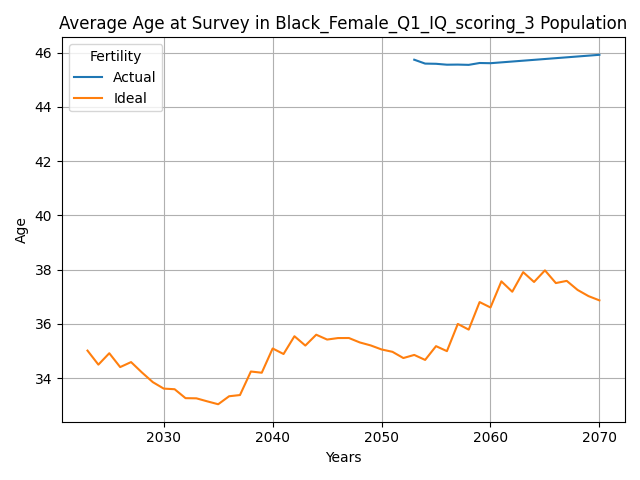 Average Age at Survey in Black_Female_Q1_IQ_scoring_3 Population
Fertility
Actual
Ideal
46
44
42
40
38
36
34
Age
2030 2040 2050 2060 2070
Years